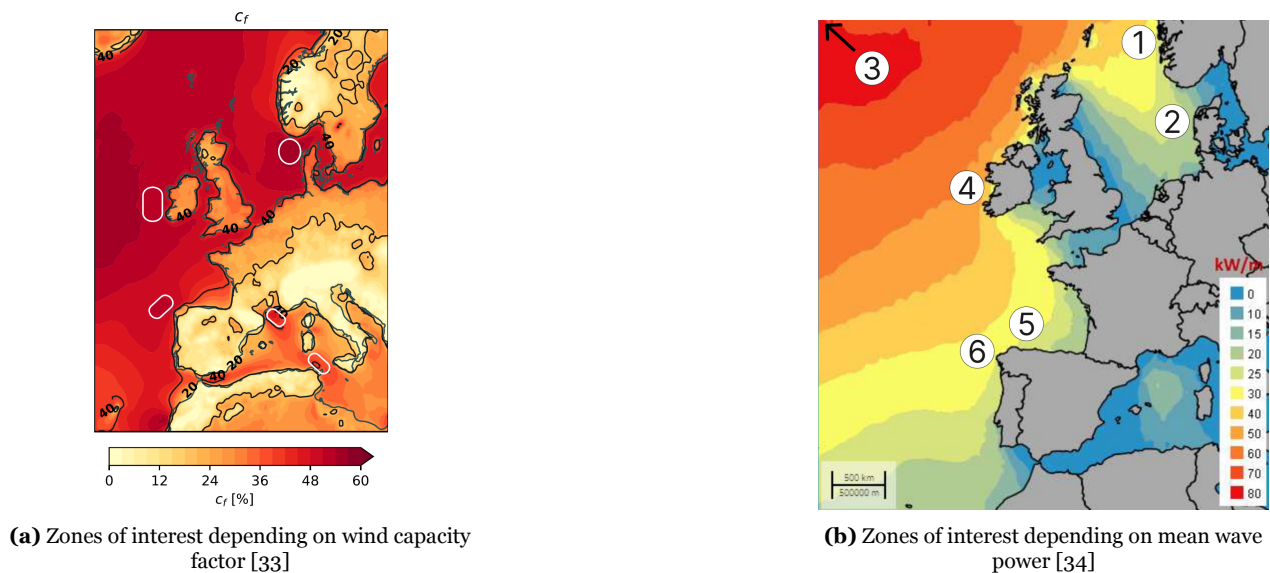 C_f
40
20
20
40
40
40
40
20
40
20
40
0 12 24 36 48 60
c_f [%]
(a) Zones of interest depending on wind capacity
factor [33]
1
3
2
4
5
6
kW/m
0
10
15
20
25
30
40
50
60
70
80
500 km
500000 m
(b) Zones of interest depending on mean wave
power [34]